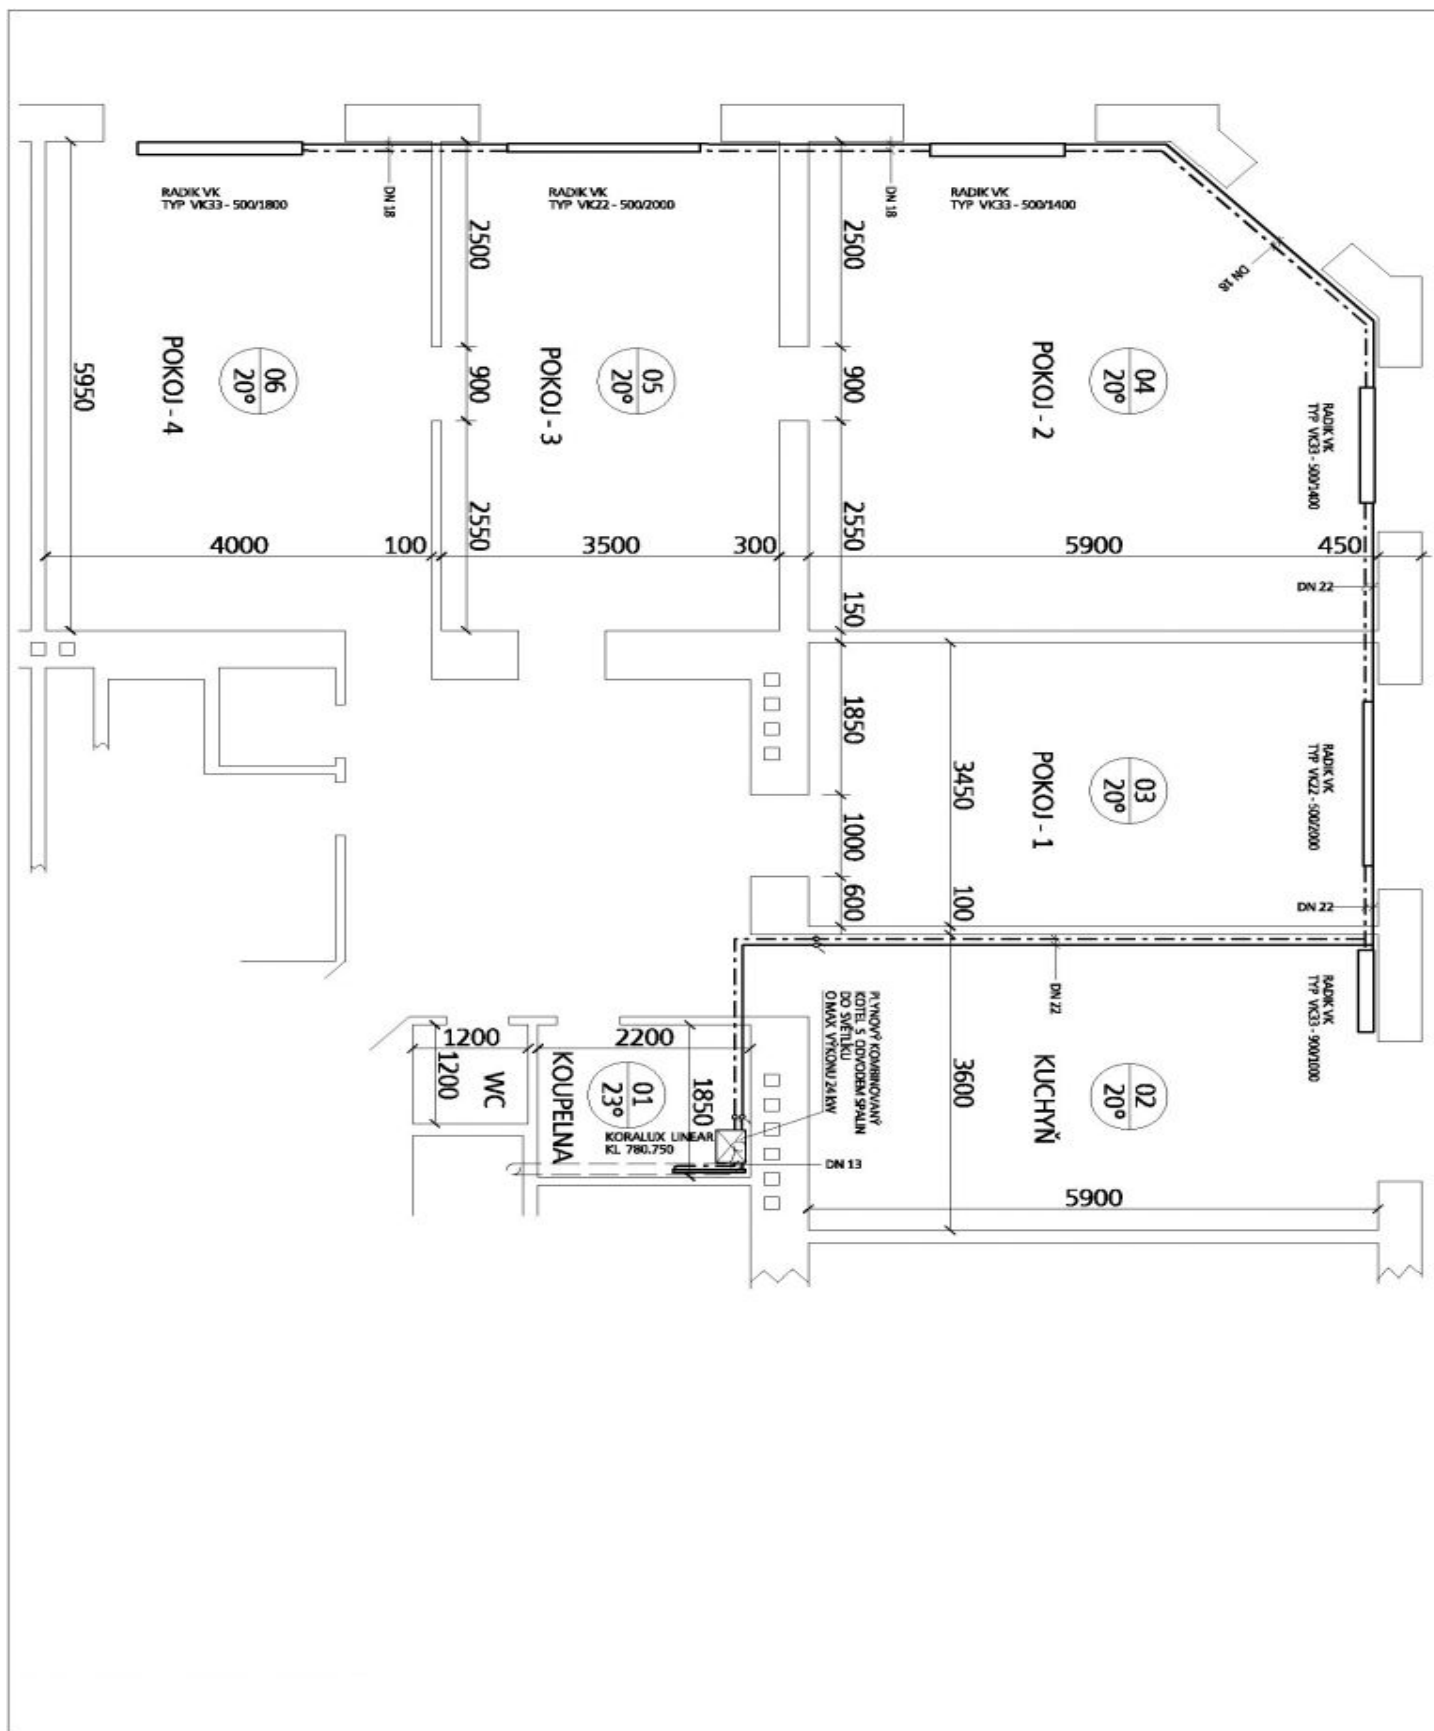 RADIK VK
TYP VK33 - 500/1800
DN 18
RADIK VK
TYP VK22 - 500/2000
DN 18
RADIK VK
TYP VK33 - 500/1400
DN 18
2500
2500
5950
POKOJ - 4
06
20°
900
POKOJ - 3
05
20°
900
POKOJ - 2
04
20°
RADIK VK
TYP VK33 - 500/1400
2550
2550
4000
100
3500
300
5900
450
DN 22
150
1850
3450
POKOJ - 1
03
20°
RADIK VK
TYP VK22 - 500/2000
1000
600
100
DN 22
DN 22
PLYNOVÝ KOMBINOVANÝ
KOTEL S ODVODEM SPALIN
DO SVĚTLÍKU
O MAX VÝKONU 24 KW
RADIK VK
TYP VK33 - 900/1000
1200
2200
1200
WC
KOUPELNA
01
23°
1850
3600
KUCHYŇ
02
20°
KORALUX LINEAR
KL 780.750
DN 13
5900